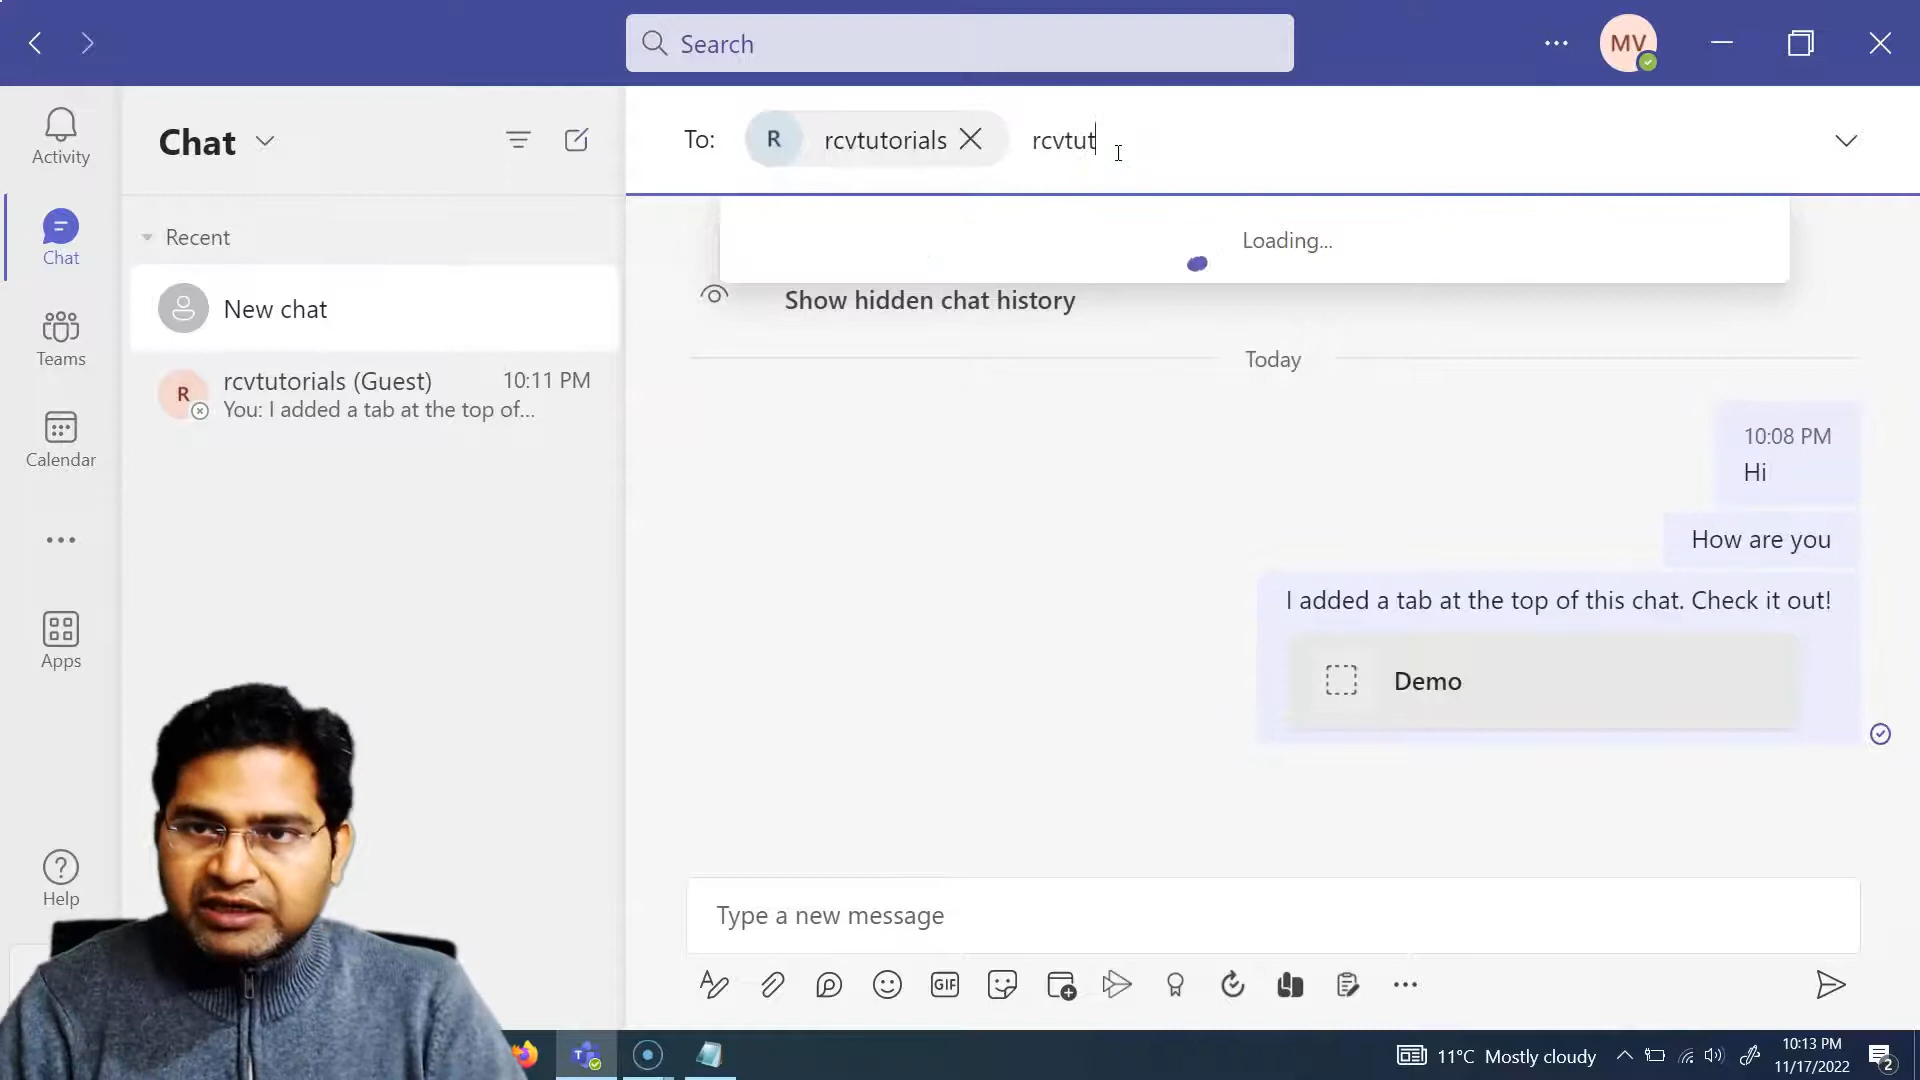 Search
MV
Activity
Chat
Teams
Calendar
Apps
Help
Chat
Recent
New chat
R
rcvtutorials (Guest)
10:11 PM
You: I added a tab at the top of...
To:
R
rcvtutorials
rcvtut
Loading...
Show hidden chat history
Today
10:08 PM
Hi
How are you
I added a tab at the top of this chat. Check it out!
Demo
Type a new message
GIF
T
11°C Mostly cloudy
10:13 PM
11/17/2022
2